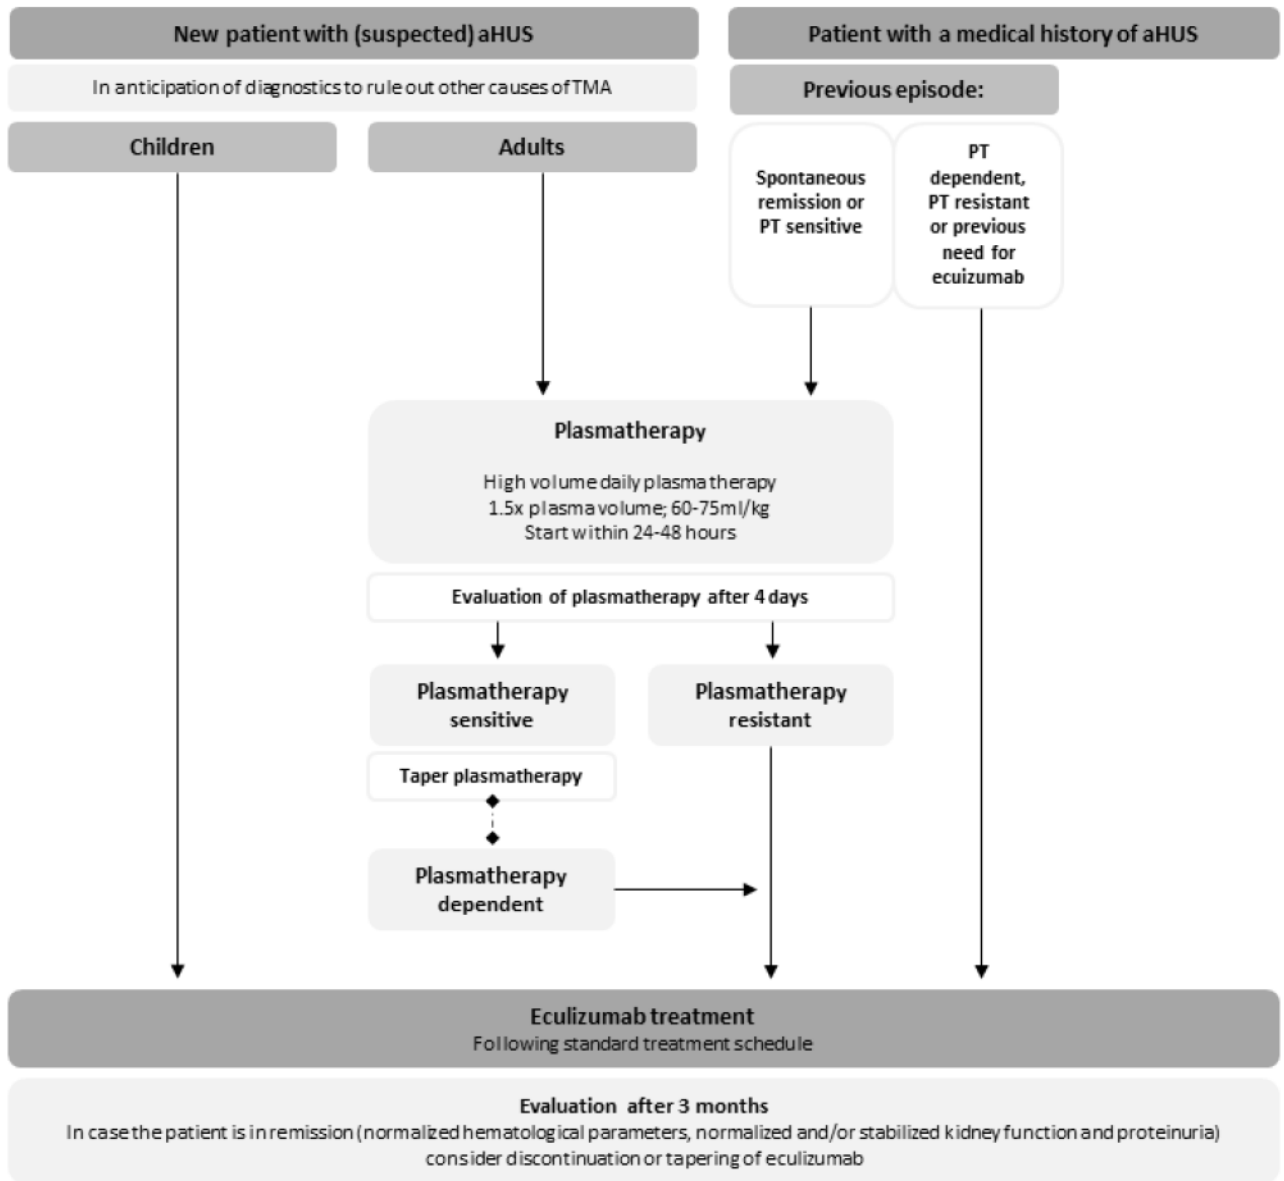 New patient with (suspected) aHUS
In anticipation of diagnostics to rule out other causes of TMA
Children
Adults
Patient with a medical history of aHUS
Previous episode:
Spontaneous
remission or
PT sensitive
PT
dependent,
PT resistant
or previous
need for
ecuizumab
Plasmatherapy
High volume daily plasma therapy
1.5x plasma volume; 60-75ml/kg
Start within 24-48 hours
Evaluation of plasmatherapy after 4 days
Plasmatherapy
sensitive
Plasmatherapy
resistant
Taper plasmatherapy
Plasmatherapy
dependent
Eculizumab treatment
Following standard treatment schedule
Evaluation after 3 months
In case the patient is in remission (normalized hematological parameters, normalized and/or stabilized kidney function and proteinuria)
consider discontinuation or tapering of eculizumab